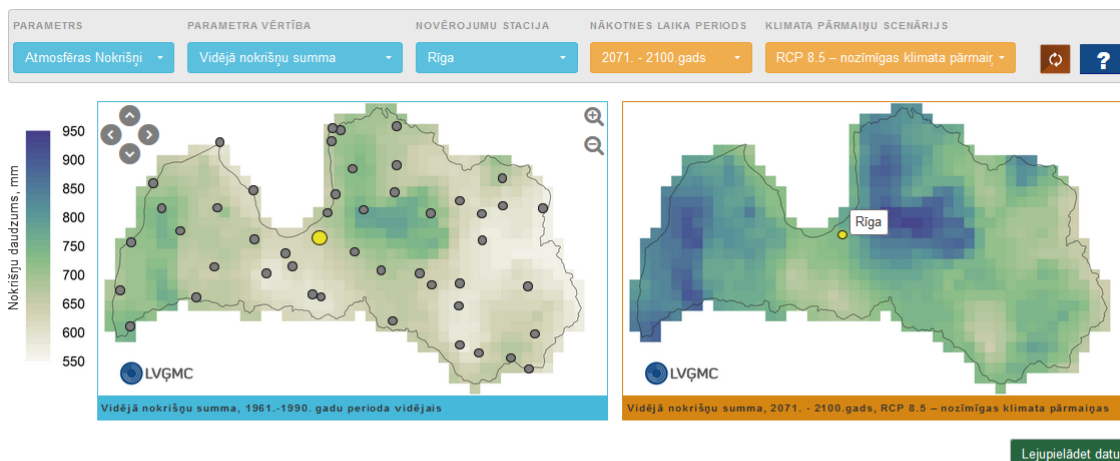 PARAMETRS PARAMETRA VĒRTĪBA NOVĒROJUMU STACIJA NĀKOTNES LAIKA PERIODS KLIMATA PĀRMAIŅU SCENĀRIJS
Atmosfēras Nokrišņi Vidējā nokrišņu summa Rīga 2071. - 2100.gads RCP 8.5 – nozīmīgas klimata pārmaiņ ?
Nokrišņu daudzums, mm
950
900
850
800
750
700
650
600
550
Rīga
LVĢMC
LVĢMC
Vidējā nokrišņu summa, 1961.-1990. gadu perioda vidējais
Vidējā nokrišņu summa, 2071. - 2100.gads, RCP 8.5 – nozīmīgas klimata pārmaiņas
Lejupielādēt datu